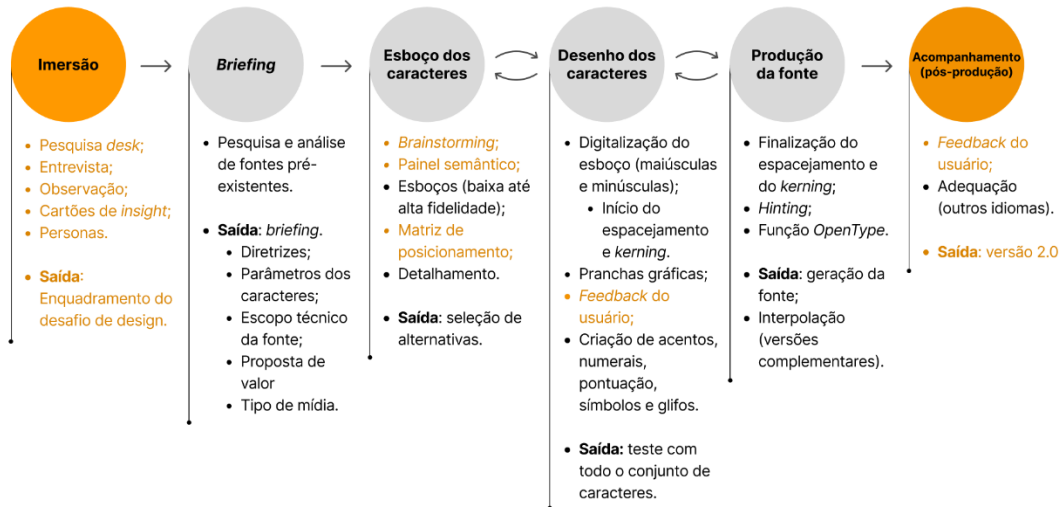 Imersão
• Pesquisa desk;
• Entrevista;
• Observação;
• Cartões de insight;
• Personas.
• Saída:
Enquadramento do
desafio de design.
Briefing
• Pesquisa e análise
de fontes pré-
existentes.
• Saída: briefing.
• Diretrizes;
• Parâmetros dos
caracteres;
• Escopo técnico
da fonte;
• Proposta de
valor
• Tipo de mídia.
Esboço dos
caracteres
• Brainstorming;
• Painel semântico;
• Esboços (baixa até
alta fidelidade);
• Matriz de
posicionamento;
• Detalhamento.
• Saída: seleção de
alternativas.
Desenho dos
caracteres
• Digitalização do
esboço (maiúsculas
e minúsculas);
• Início do
espacejamento
e kerning.
• Pranchas gráficas;
• Feedback do
usuário;
• Criação de acentos,
numerais,
pontuação,
símbolos e glifos.
• Saída: teste com
todo o conjunto de
caracteres.
Produção
da fonte
• Finalização do
espacejamento e
do kerning;
• Hinting;
• Função OpenType.
• Saída: geração da
fonte;
• Interpolação
(versões
complementares).
Acompanhamento
(pós-produção)
• Feedback do
usuário;
• Adequação
(outros idiomas).
• Saída: versão 2.0